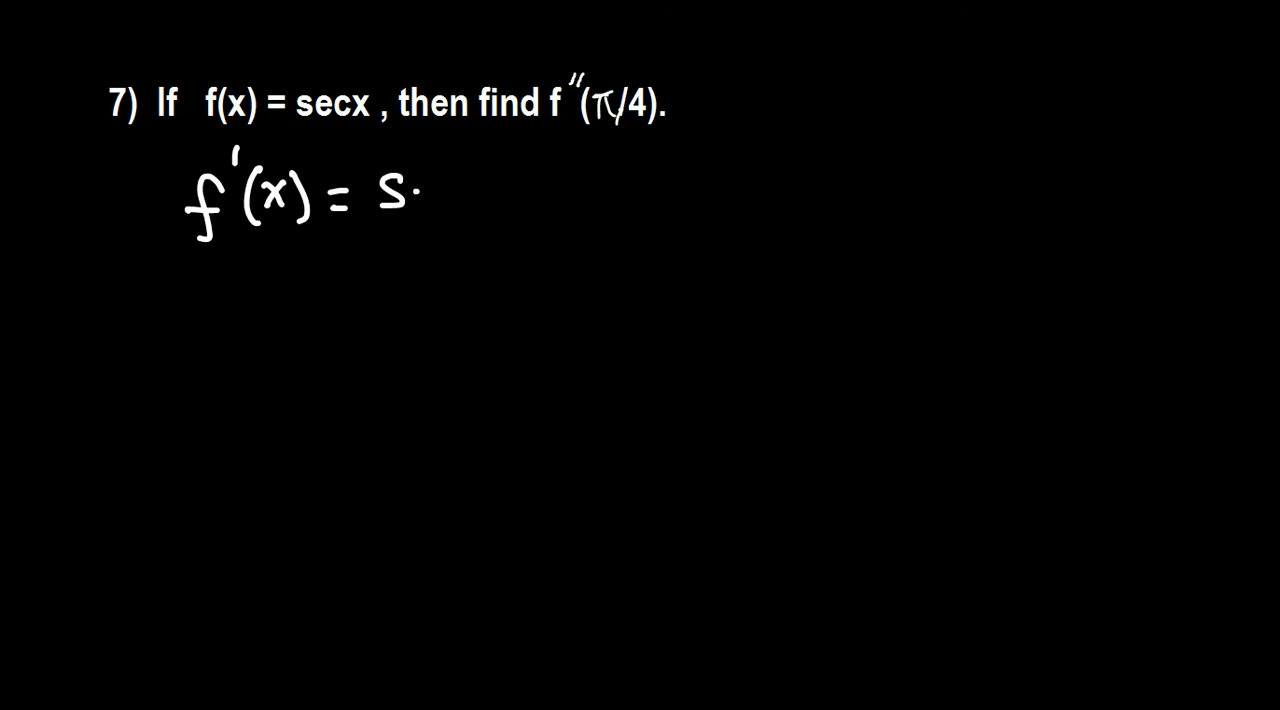 7) If f(x) = secx , then find f "(π/4).
f'(x) = s